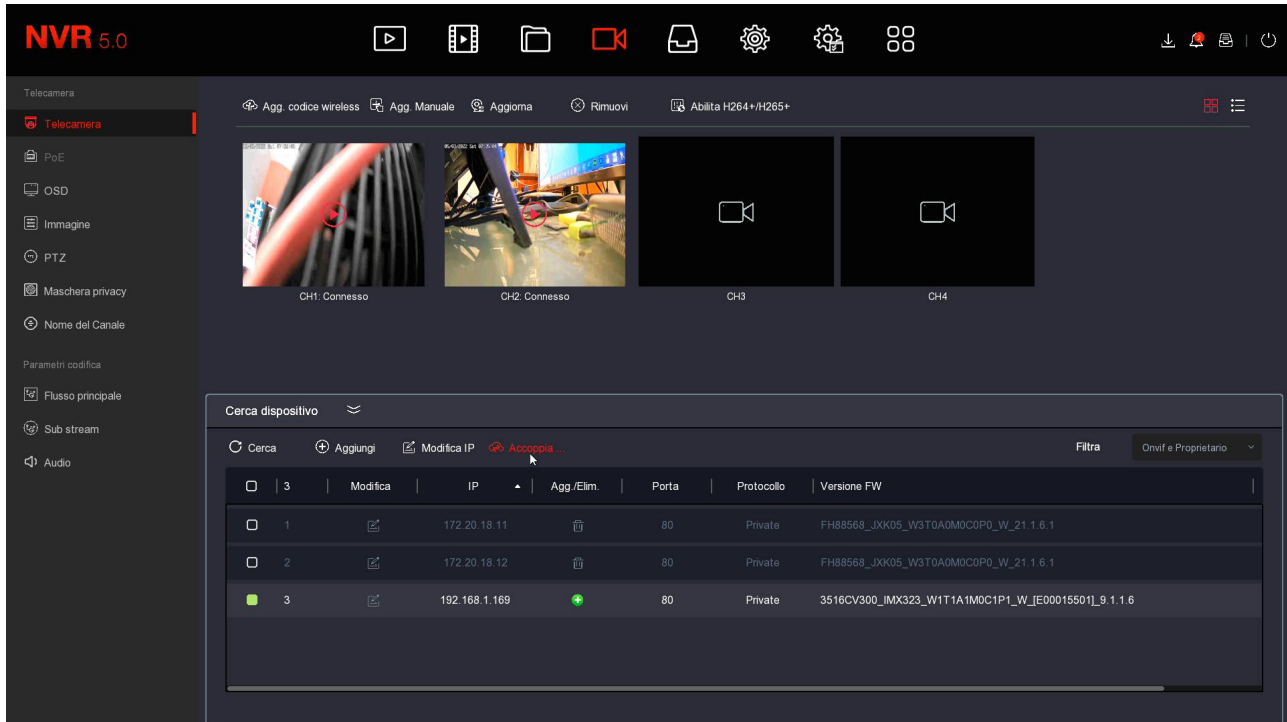 NVR 5.0
2
Telecamera
Telecamera
PoE
OSD
Immagine
PTZ
Maschera privacy
Nome del Canale
Parametri codifica
Flusso principale
Sub stream
Audio
Agg. codice wireless Agg. Manuale Aggiorna Rimuovi Abilita H264+/H265+
CH1: Connesso CH2: Connesso CH3 CH4
Cerca dispositivo
Cerca Aggiungi Modifica IP Accoppia ... Filtra Onvif e Proprietario
3 Modifica IP Agg./Elim. Porta Protocollo Versione FW
1 172.20.18.11 80 Private FH88568_JXK05_W3T0A0M0C0P0_W_21.1.6.1
2 172.20.18.12 80 Private FH88568_JXK05_W3T0A0M0C0P0_W_21.1.6.1
3 192.168.1.169 80 Private 3516CV300_IMX323_W1T1A1M0C1P1_W_[E00015501]_9.1.1.6